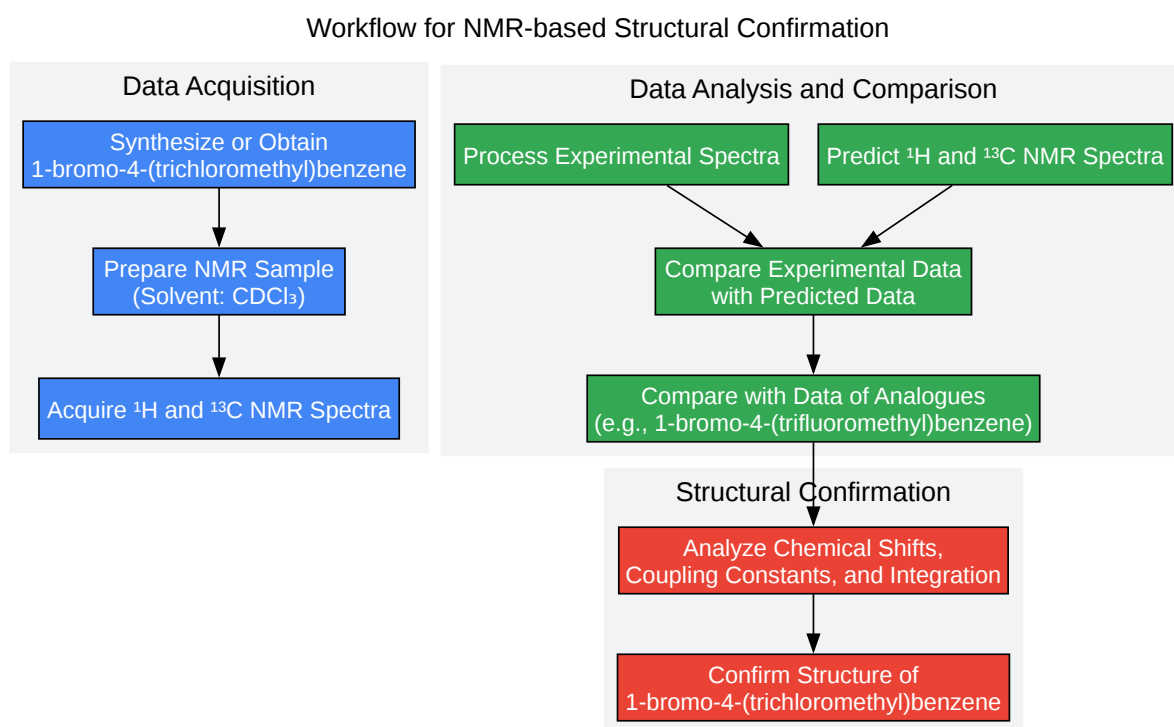 Workflow for NMR-based Structural Confirmation
Data Acquisition
Synthesize or Obtain
1-bromo-4-(trichloromethyl)benzene
Prepare NMR Sample
(Solvent: CDCl₃)
Acquire ¹H and ¹³C NMR Spectra
Data Analysis and Comparison
Process Experimental Spectra
Predict ¹H and ¹³C NMR Spectra
Compare Experimental Data
with Predicted Data
Compare with Data of Analogues
(e.g., 1-bromo-4-(trifluoromethyl)benzene)
Structural Confirmation
Analyze Chemical Shifts,
Coupling Constants, and Integration
Confirm Structure of
1-bromo-4-(trichloromethyl)benzene